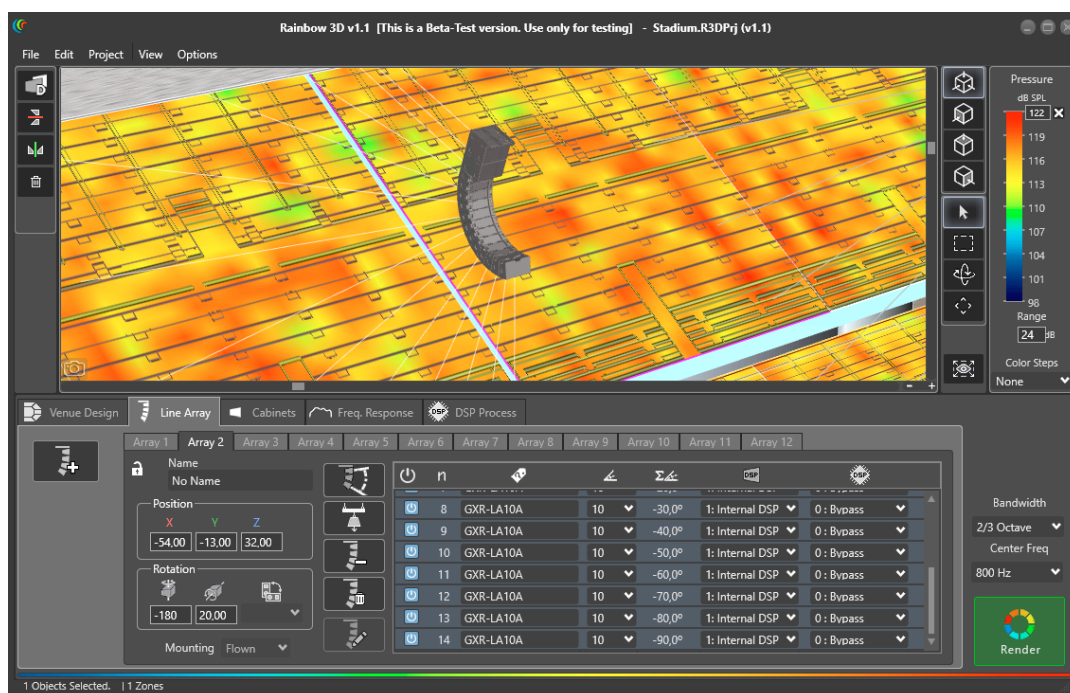 Rainbow 3D v1.1 [This is a Beta-Test version. Use only for testing] - Stadium.R3DPrj (v1.1)
File Edit Project View Options
D
Pressure
dB SPL
122
119
116
113
110
107
104
101
98
Range
24 dB
Color Steps
None
Venue Design Line Array Cabinets Freq. Response DSP DSP Process
Array 1 Array 2 Array 3 Array 4 Array 5 Array 6 Array 7 Array 8 Array 9 Array 10 Array 11 Array 12
Name
No Name
Position
X Y Z
-54,00 -13,00 32,00
Rotation
-180 20,00
Mounting Flown
n Σ DSP DSP
8 GXR-LA10A 10 -30,0º 1: Internal DSP 0 : Bypass
9 GXR-LA10A 10 -40,0º 1: Internal DSP 0 : Bypass
10 GXR-LA10A 10 -50,0º 1: Internal DSP 0 : Bypass
11 GXR-LA10A 10 -60,0º 1: Internal DSP 0 : Bypass
12 GXR-LA10A 10 -70,0º 1: Internal DSP 0 : Bypass
13 GXR-LA10A 10 -80,0º 1: Internal DSP 0 : Bypass
14 GXR-LA10A 10 -90,0º 1: Internal DSP 0 : Bypass
Bandwidth
2/3 Octave
Center Freq
800 Hz
Render
1 Objects Selected. | 1 Zones